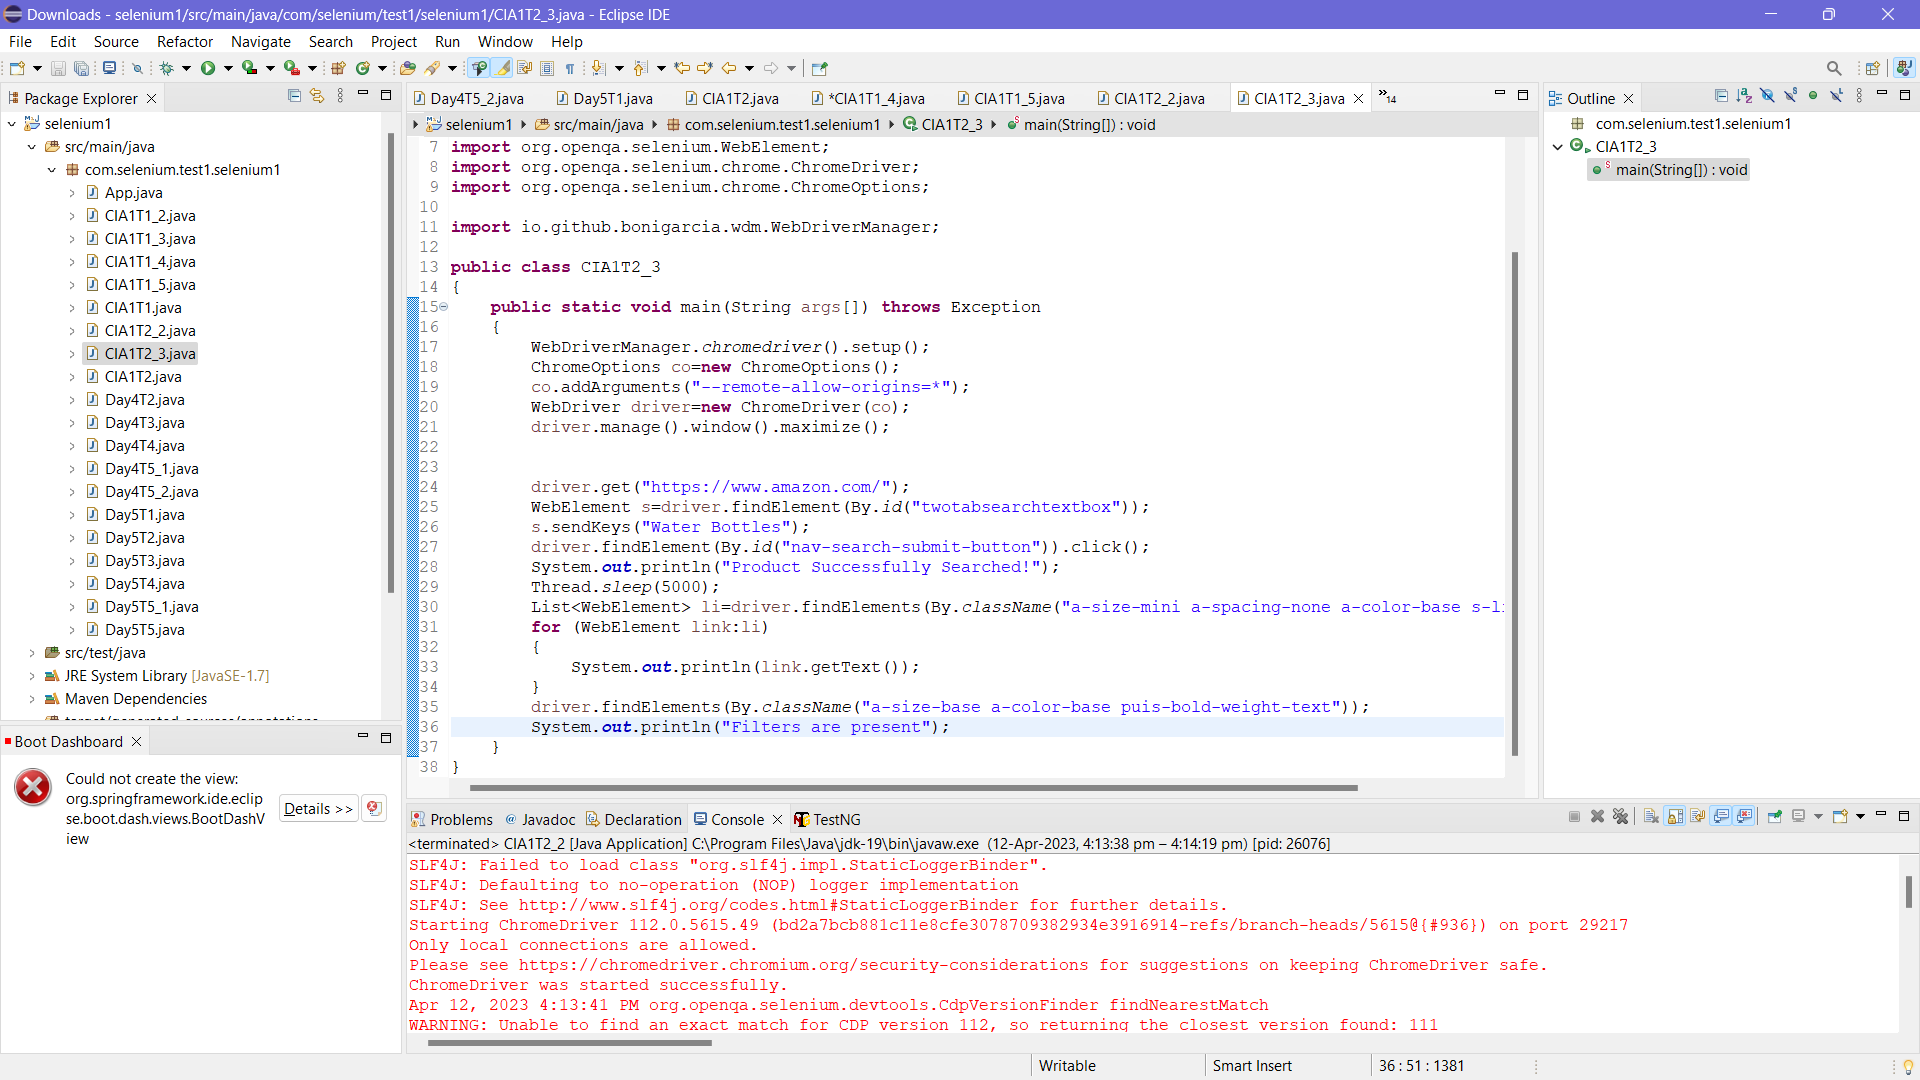 Downloads - selenium1/src/main/java/com/selenium/test1/selenium1/CIA1T2_3.java - Eclipse IDE
File Edit Source Refactor Navigate Search Project Run Window Help
Package Explorer
selenium1
src/main/java
com.selenium.test1.selenium1
App.java
CIA1T1_2.java
CIA1T1_3.java
CIA1T1_4.java
CIA1T1_5.java
CIA1T1.java
CIA1T2_2.java
CIA1T2_3.java
CIA1T2.java
Day4T2.java
Day4T3.java
Day4T4.java
Day4T5_1.java
Day4T5_2.java
Day5T1.java
Day5T2.java
Day5T3.java
Day5T4.java
Day5T5_1.java
Day5T5.java
src/test/java
JRE System Library [JavaSE-1.7]
Maven Dependencies
target/generated-sources/annotations
Boot Dashboard
Could not create the view:
org.springframework.ide.eclip
se.boot.dash.views.BootDashV
iew
Details >>
Day4T5_2.java Day5T1.java CIA1T2.java *CIA1T1_4.java CIA1T1_5.java CIA1T2_2.java CIA1T2_3.java »14
selenium1 src/main/java com.selenium.test1.selenium1 CIA1T2_3 main(String[]) : void
7 import org.openqa.selenium.WebElement;
8 import org.openqa.selenium.chrome.ChromeDriver;
9 import org.openqa.selenium.chrome.ChromeOptions;
10
11 import io.github.bonigarcia.wdm.WebDriverManager;
12
13 public class CIA1T2_3
14 {
15 public static void main(String args[]) throws Exception
16 {
17 WebDriverManager.chromedriver().setup();
18 ChromeOptions co=new ChromeOptions();
19 co.addArguments("--remote-allow-origins=*");
20 WebDriver driver=new ChromeDriver(co);
21 driver.manage().window().maximize();
22
23
24 driver.get("https://www.amazon.com/");
25 WebElement s=driver.findElement(By.id("twotabsearchtextbox"));
26 s.sendKeys("Water Bottles");
27 driver.findElement(By.id("nav-search-submit-button")).click();
28 System.out.println("Product Successfully Searched!");
29 Thread.sleep(5000);
30 List<WebElement> li=driver.findElements(By.className("a-size-mini a-spacing-none a-color-base s-li
31 for (WebElement link:li)
32 {
33 System.out.println(link.getText());
34 }
35 driver.findElements(By.className("a-size-base a-color-base puis-bold-weight-text"));
36 System.out.println("Filters are present");
37 }
38 }
Outline
com.selenium.test1.selenium1
CIA1T2_3
main(String[]) : void
Problems Javadoc Declaration Console TestNG
<terminated> CIA1T2_2 [Java Application] C:\Program Files\Java\jdk-19\bin\javaw.exe (12-Apr-2023, 4:13:38 pm – 4:14:19 pm) [pid: 26076]
SLF4J: Failed to load class "org.slf4j.impl.StaticLoggerBinder".
SLF4J: Defaulting to no-operation (NOP) logger implementation
SLF4J: See http://www.slf4j.org/codes.html#StaticLoggerBinder for further details.
Starting ChromeDriver 112.0.5615.49 (bd2a7bcb881c11e8cfe3078709382934e3916914-refs/branch-heads/5615@{#936}) on port 29217
Only local connections are allowed.
Please see https://chromedriver.chromium.org/security-considerations for suggestions on keeping ChromeDriver safe.
ChromeDriver was started successfully.
Apr 12, 2023 4:13:41 PM org.openqa.selenium.devtools.CdpVersionFinder findNearestMatch
WARNING: Unable to find an exact match for CDP version 112, so returning the closest version found: 111
Writable Smart Insert 36 : 51 : 1381